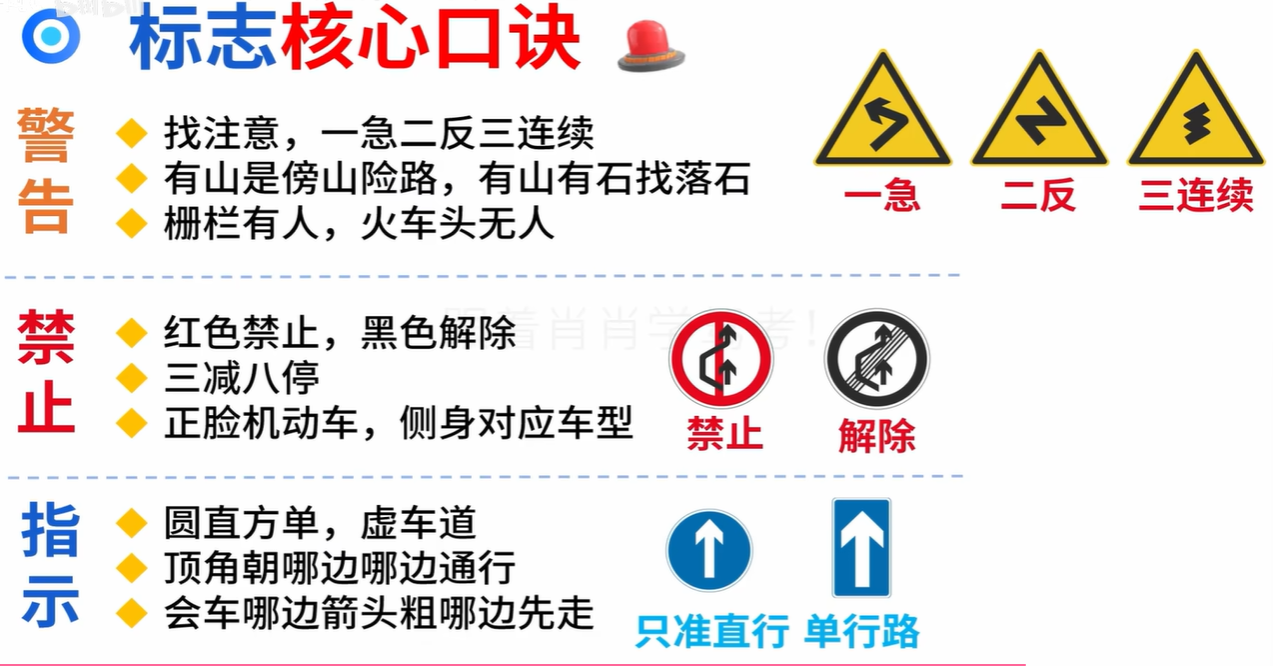 标志核心口诀
警告
找注意，一急二反三连续
有山是傍山险路，有山有石找落石
栅栏有人，火车头无人
一急
二反
三连续
禁止
红色禁止，黑色解除
三减八停
正脸机动车，侧身对应车型
禁止
解除
指示
圆直方单，虚车道
顶角朝哪边哪边通行
会车哪边箭头粗哪边先走
只准直行
单行路